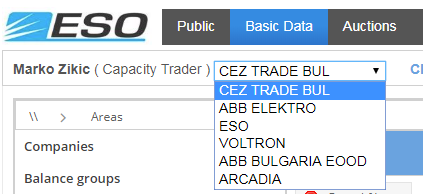 ESO Public Basic Data Auctions
Marko Zikic ( Capacity Trader ) CEZ TRADE BUL
CEZ TRADE BUL
\\ > Areas
ABB ELEKTRO
ESO
Companies
VOLTRON
ABB BULGARIA EOOD
Balance groups
ARCADIA